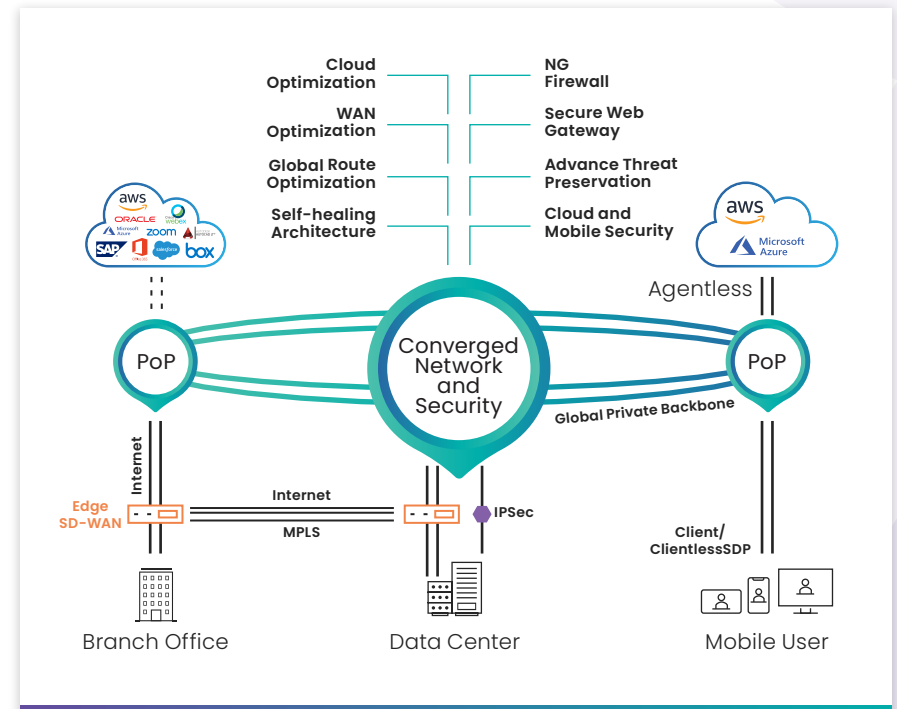 Cloud
Optimization
NG
Firewall
WAN
Optimization
Secure Web
Gateway
Global Route
Optimization
Advance Threat
Preservation
Self-healing
Architecture
Cloud and
Mobile Security
aws
ORACLE
webex
Microsoft
Azure
zoom
SAP
salesforce
box
aws
Microsoft
Azure
Agentless
PoP
Converged
Network
and
Security
PoP
Global Private Backbone
Internet
Edge
SD-WAN
Internet
MPLS
IPSec
Client/
ClientlessSDP
Branch Office
Data Center
Mobile User